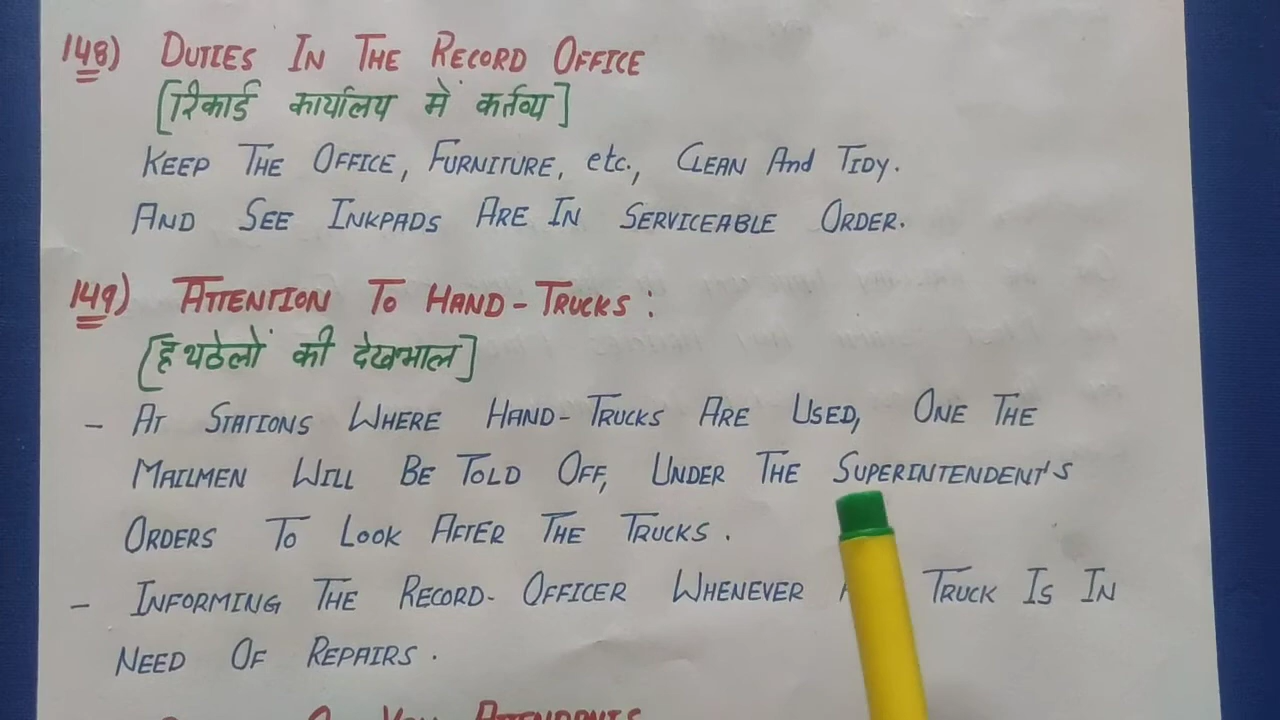 148) DUTIES IN THE RECORD OFFICE
[रिकार्ड कार्यालय में कर्तव्य]
KEEP THE OFFICE, FURNITURE, etc., CLEAN And TIDY.
AND SEE INKPADS ARE IN SERVICEABLE ORDER.
149) ATTENTION TO HAND-TRUCKS:
[हथठेलों की देखभाल]
- AT STATIONS WHERE HAND-TRUCKS ARE USED, ONE THE
MAILMEN WILL BE TOLD OFF, UNDER THE SUPERINTENDENT'S
ORDERS TO LOOK AFTER THE TRUCKS.
- INFORMING THE RECORD-OFFICER WHENEVER TRUCK IS IN
NEED OF REPAIRS.
ATTENDANTS